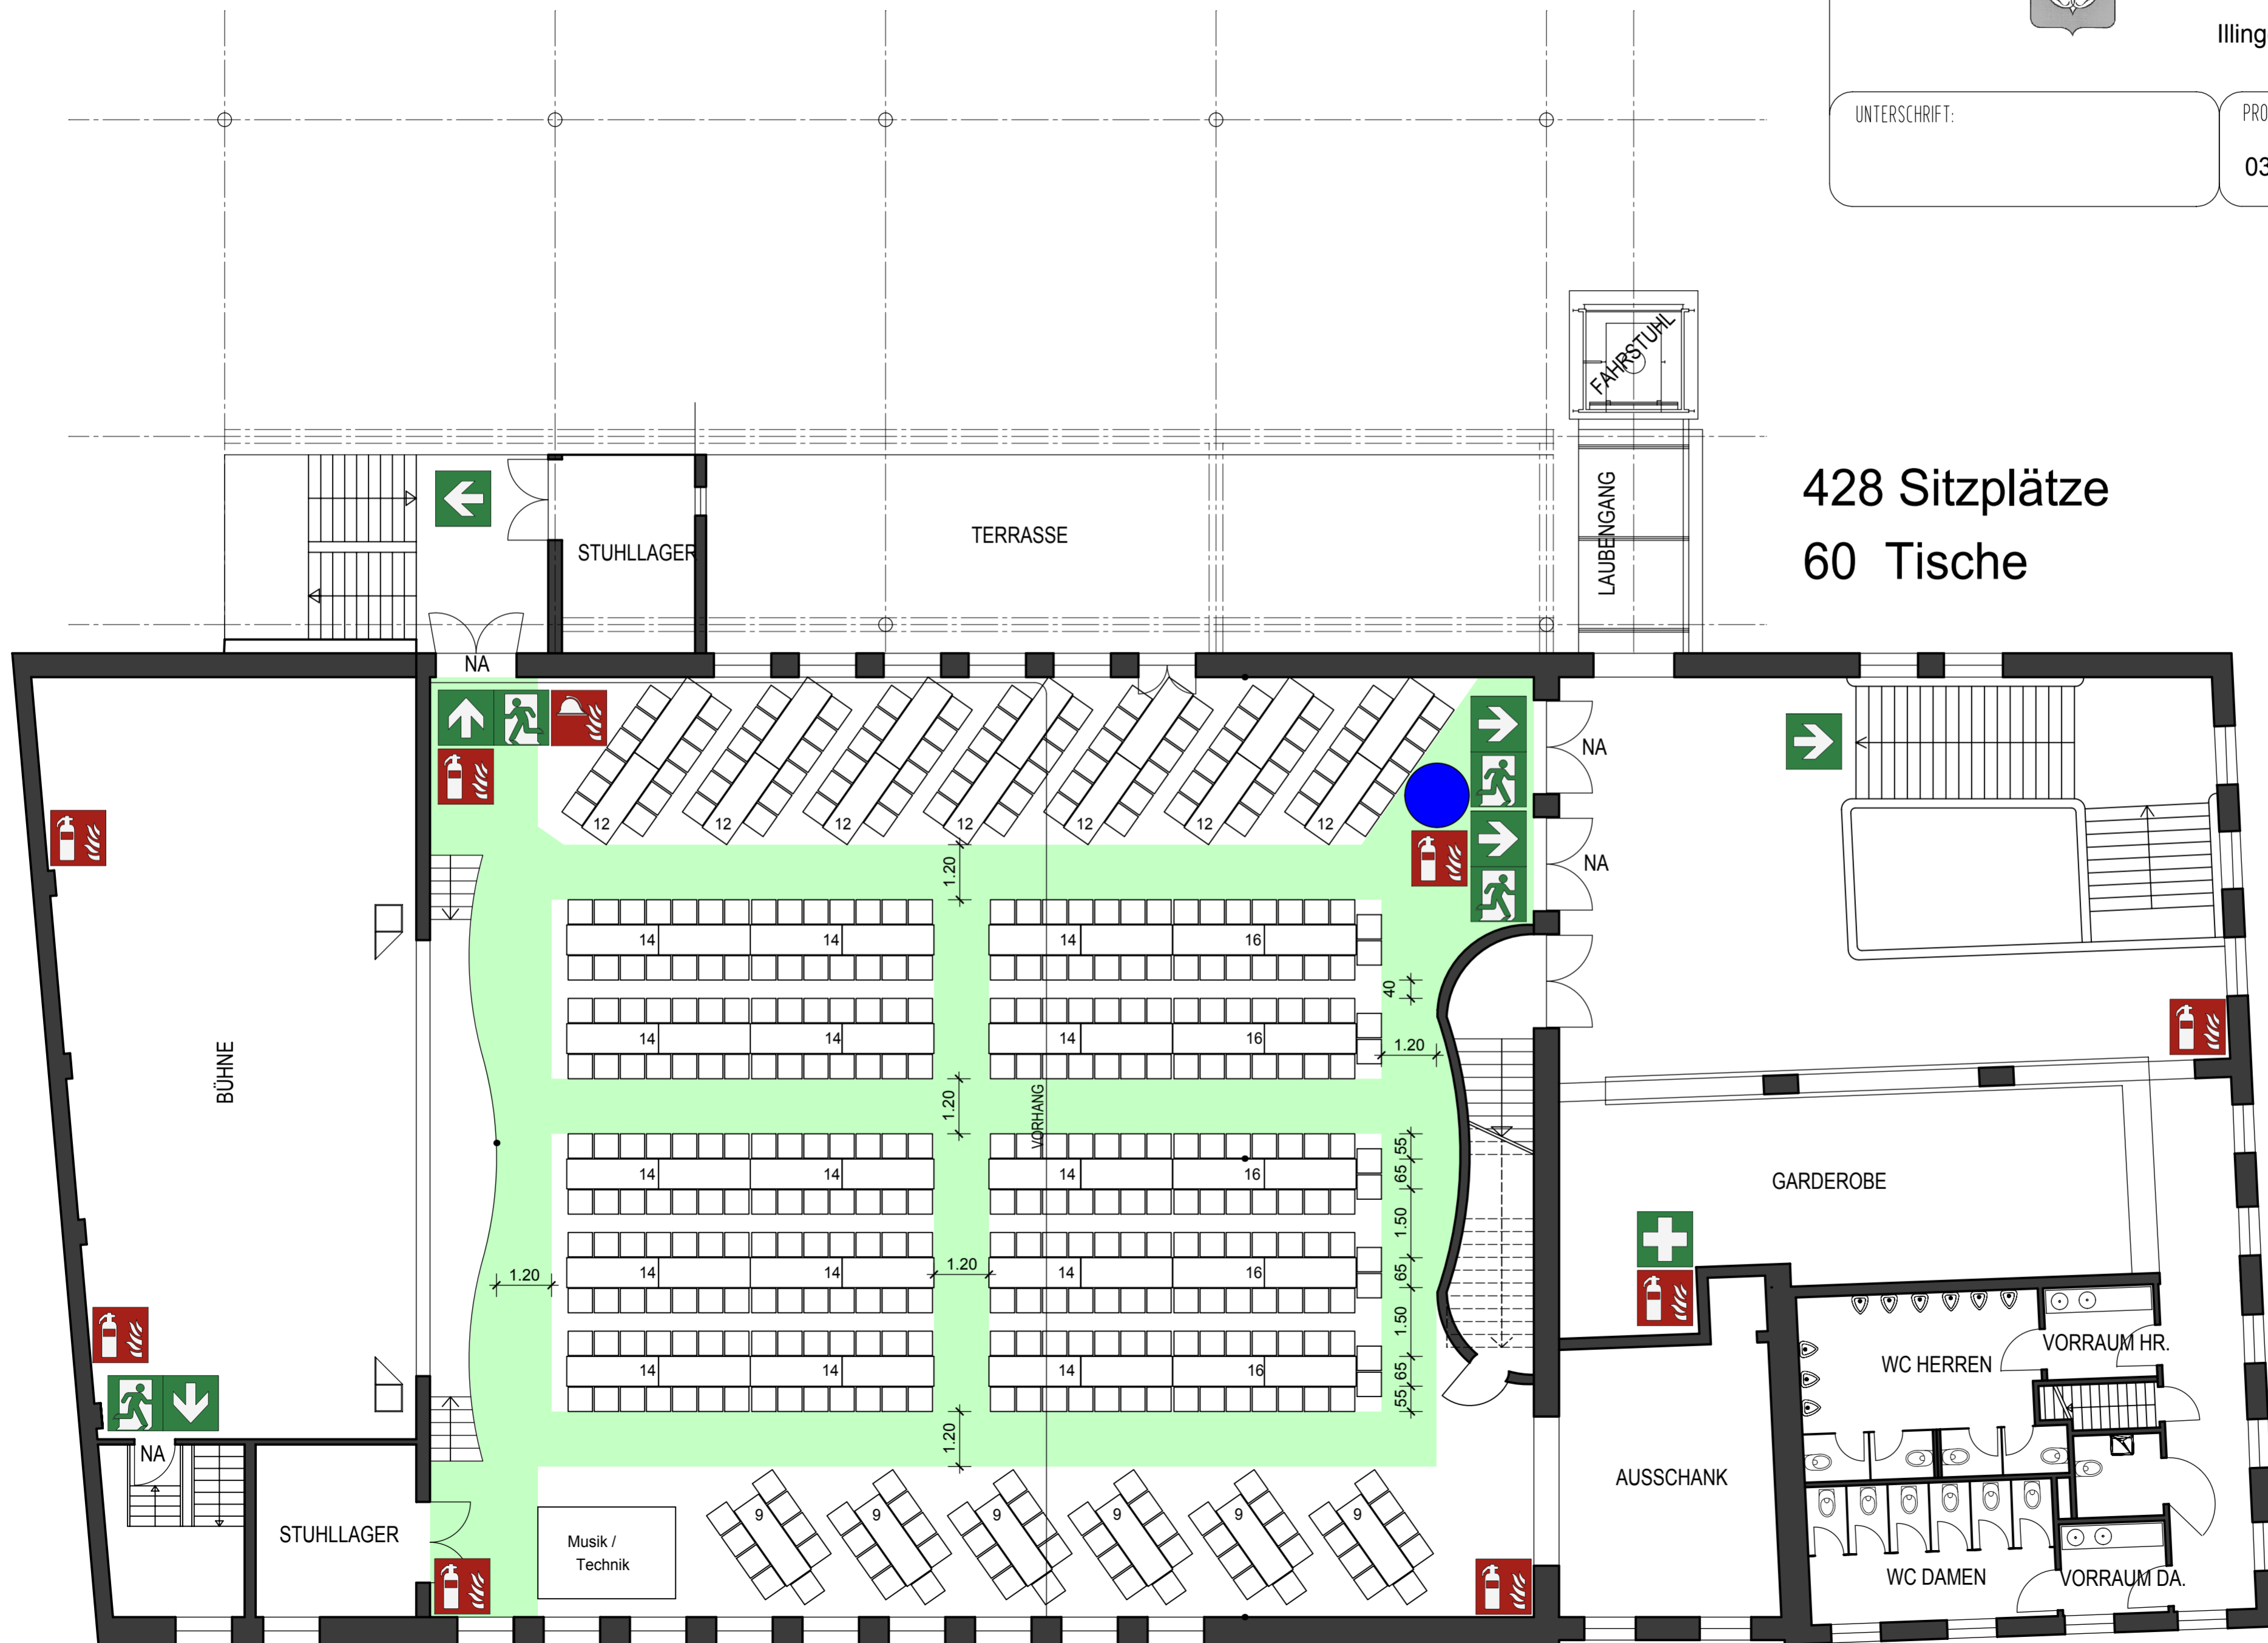 Illing
UNTERSCHRIFT:
PRO
03
FAHRSTUHL
LAUBENGANG
428 Sitzplätze
60 Tische
STUHLLAGER
TERRASSE
NA
NA
NA
12
12
12
12
12
12
12
1.20
14
14
14
16
40
14
14
14
16
1.20
BÜHNE
1.20
VORHANG
55
14
14
14
16
65
GARDEROBE
1.50
1.20
1.20
14
14
14
16
65
1.50
14
14
14
16
65
55
VORRAUM HR.
WC HERREN
1.20
NA
AUSSCHANK
STUHLLAGER
Musik /
Technik
9
9
9
9
9
9
WC DAMEN
VORRAUM DA.